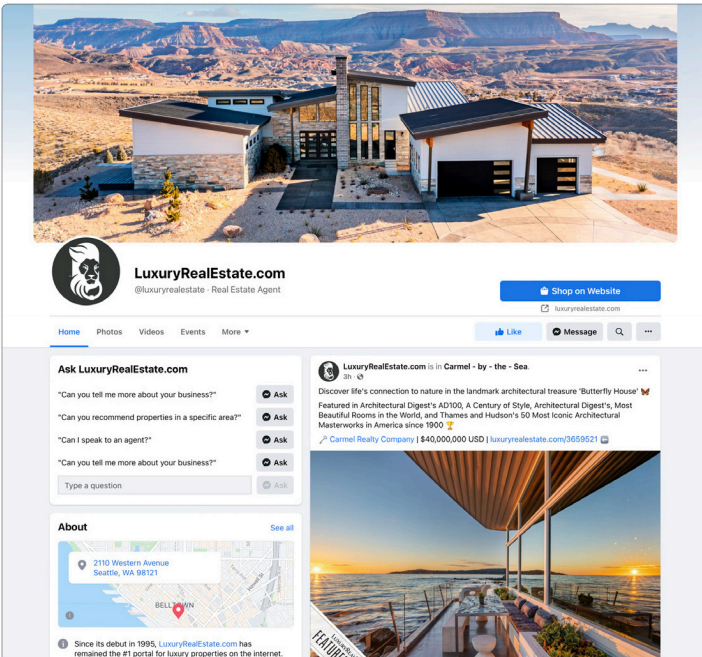 LuxuryRealEstate.com
@luxuryrealestate · Real Estate Agent
Shop on Website
luxuryrealestate.com
Home Photos Videos Events More
Like Message
Ask LuxuryRealEstate.com
"Can you tell me more about your business?" Ask
"Can you recommend properties in a specific area?" Ask
"Can I speak to an agent?" Ask
"Can you tell me more about your business?" Ask
Type a question Ask
About See all
2110 Western Avenue
Seattle, WA 98121
BELLTOWN
Since its debut in 1995, LuxuryRealEstate.com has
remained the #1 portal for luxury properties on the internet.
LuxuryRealEstate.com is in Carmel - by - the - Sea.
3h ·
Discover life's connection to nature in the landmark architectural treasure 'Butterfly House' 🦋
Featured in Architectural Digest's AD100, A Century of Style, Architectural Digest's, Most
Beautiful Rooms in the World, and Thames and Hudson's 50 Most Iconic Architectural
Masterworks in America since 1900 🏆
Carmel Realty Company | $40,000,000 USD | luxuryrealestate.com/3659521